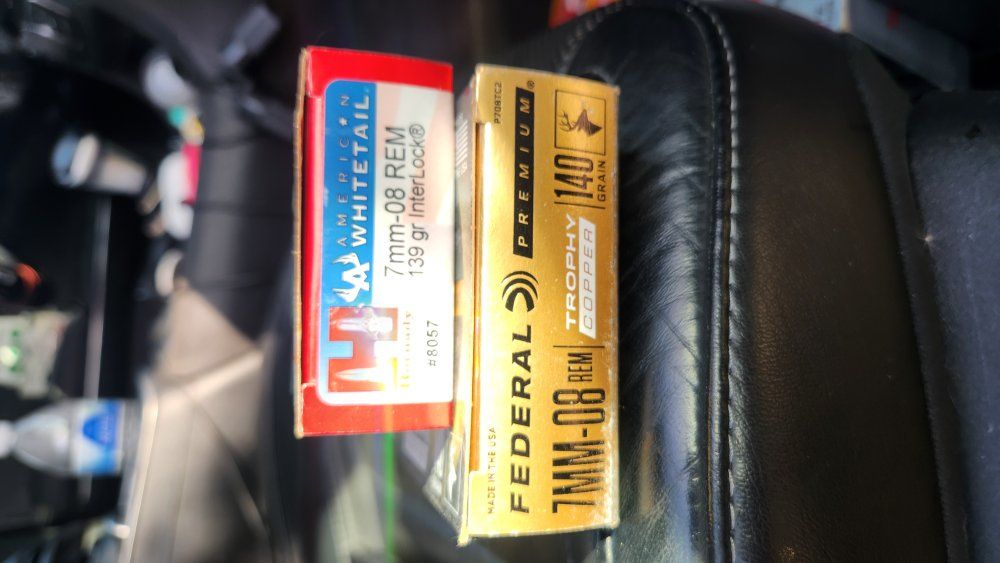 AMERICAN
WHITETAIL
Hornady
7mm-08 REM
139 gr InterLock®
#8057
P708TC2
MADE IN THE USA
FEDERAL PREMIUM®
TROPHY
COPPER
7MM-08 REM
140
GRAIN